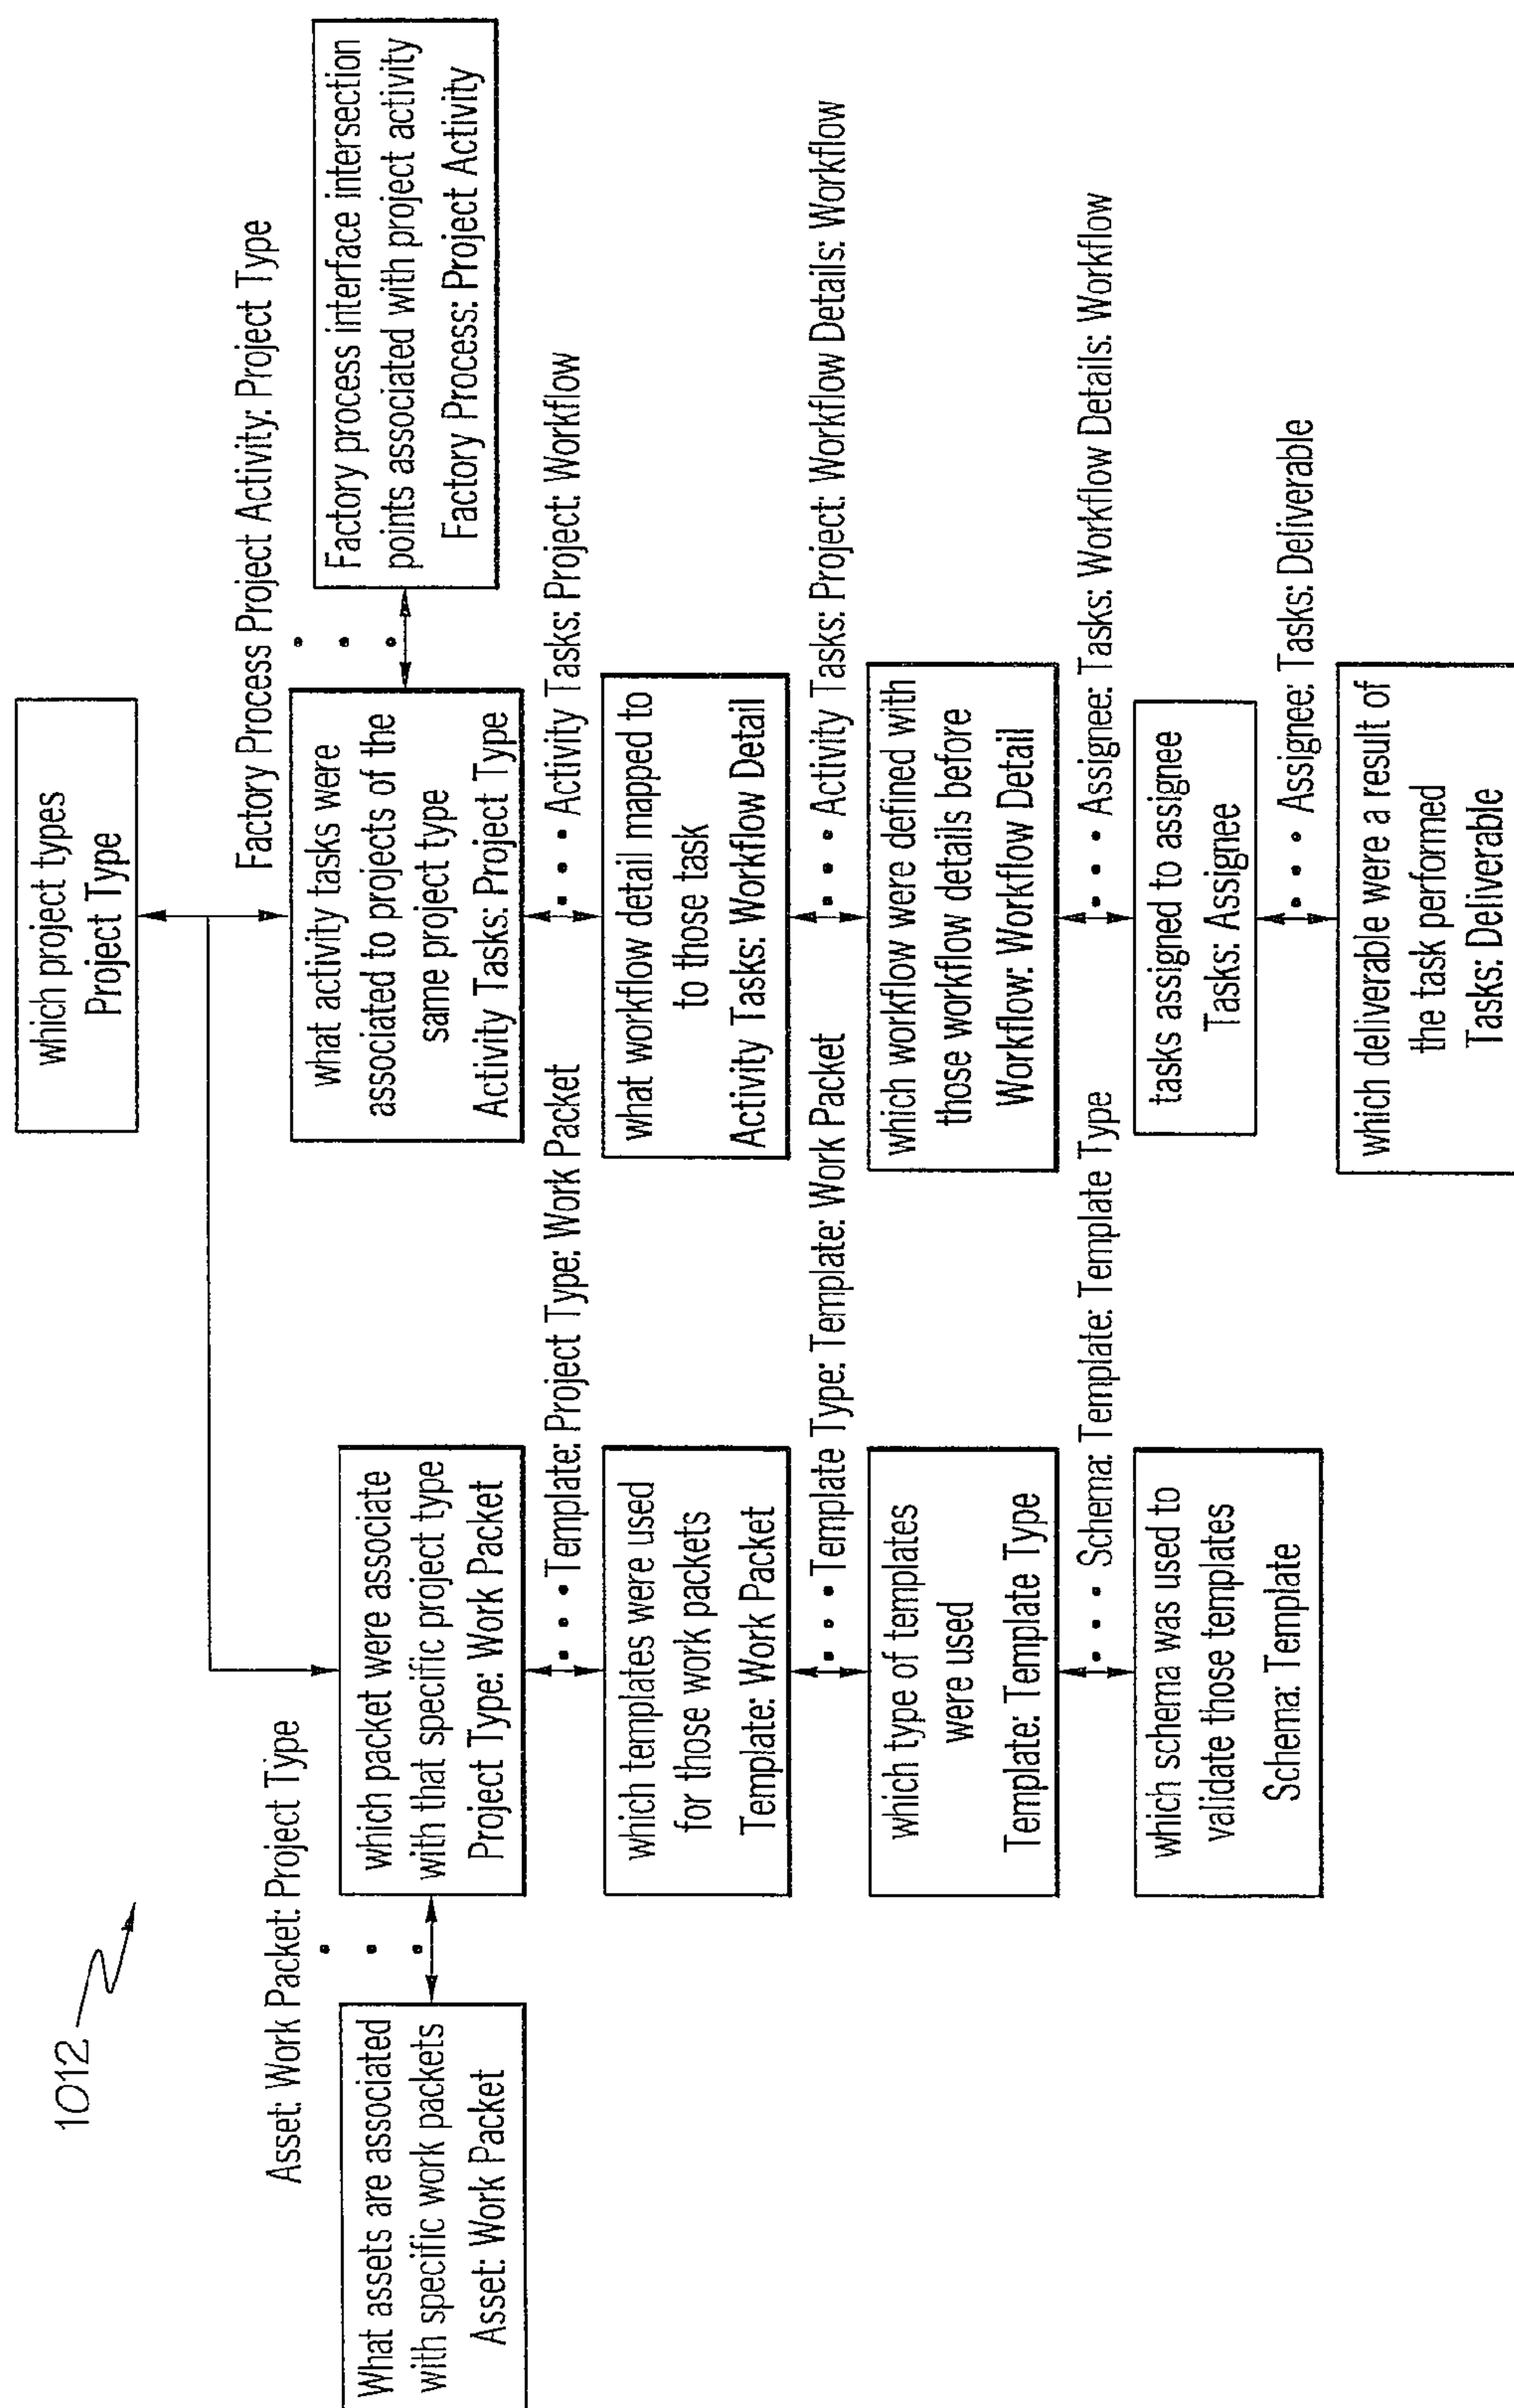 1012
which project types
Project Type
Factory Process Project Activity: Project Type
Factory process interface intersection
points associated with project activity
Factory Process: Project Activity
what activity tasks were
associated to projects of the
same project type
Activity Tasks: Project Type
Activity Tasks: Project: Workflow
what workflow detail mapped to
to those task
Activity Tasks: Workflow Detail
Activity Tasks: Project: Workflow Details: Workflow
which workflow were defined with
those workflow details before
Workflow: Workflow Detail
Assignee: Tasks: Workflow Details: Workflow
tasks assigned to assignee
Tasks: Assignee
Assignee: Tasks: Deliverable
which deliverable were a result of
the task performed
Tasks: Deliverable
Asset: Work Packet: Project Type
What assets are associated
with specific work packets
Asset: Work Packet
which packet were associate
with that specific project type
Project Type: Work Packet
Template: Project Type: Work Packet
which templates were used
for those work packets
Template: Work Packet
Template Type: Template: Work Packet
which type of templates
were used
Template: Template Type
Schema: Template: Template Type
which schema was used to
validate those templates
Schema: Template